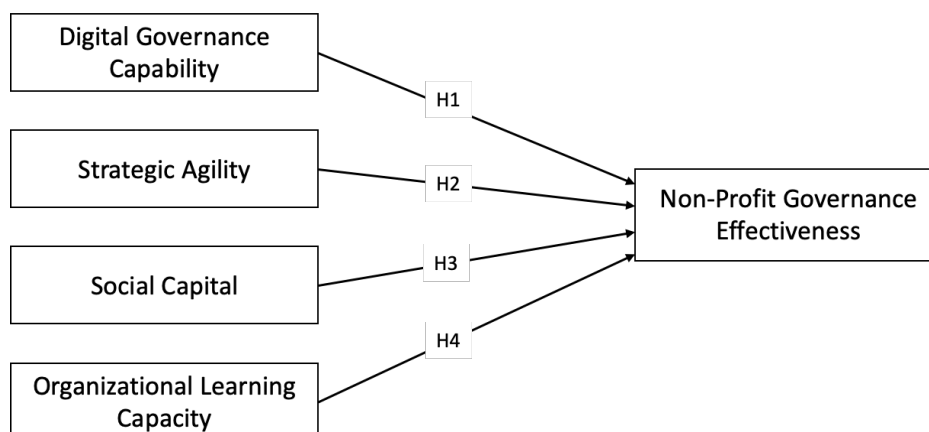 Digital Governance
Capability
H1
Strategic Agility
H2
Non-Profit Governance
Effectiveness
Social Capital
H3
H4
Organizational Learning
Capacity